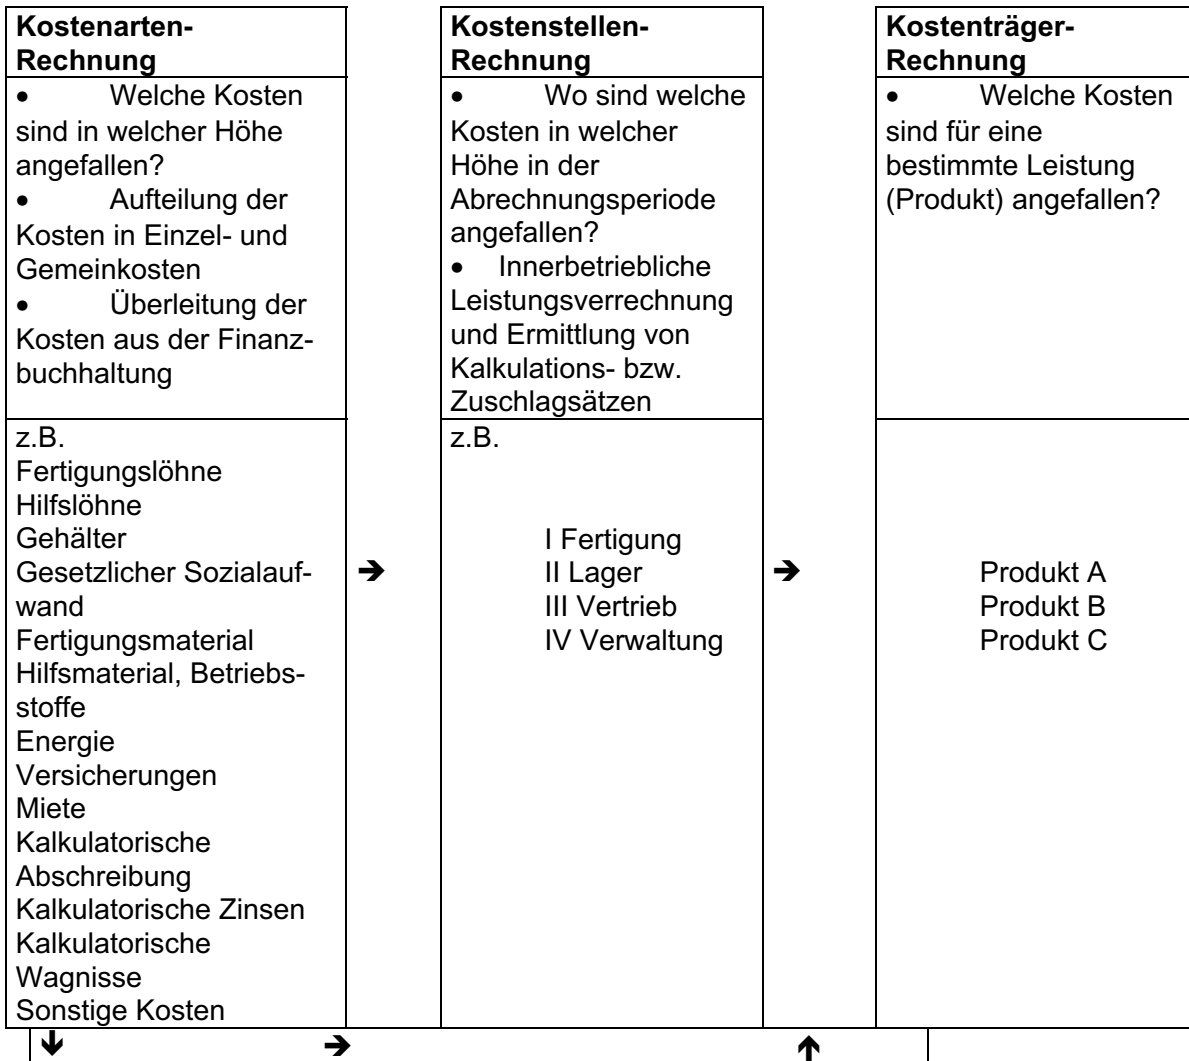 Kostenarten-
Rechnung
• Welche Kosten
sind in welcher Höhe
angefallen?
• Aufteilung der
Kosten in Einzel- und
Gemeinkosten
• Überleitung der
Kosten aus der Finanz-
buchhaltung
z.B.
Fertigungslöhne
Hilfslöhne
Gehälter
Gesetzlicher Sozialauf-
wand
Fertigungsmaterial
Hilfsmaterial, Betriebs-
stoffe
Energie
Versicherungen
Miete
Kalkulatorische
Abschreibung
Kalkulatorische Zinsen
Kalkulatorische
Wagnisse
Sonstige Kosten
➔
Kostenstellen-
Rechnung
• Wo sind welche
Kosten in welcher
Höhe in der
Abrechnungsperiode
angefallen?
• Innerbetriebliche
Leistungsverrechnung
und Ermittlung von
Kalkulations- bzw.
Zuschlagsätzen
z.B.
I Fertigung
II Lager
III Vertrieb
IV Verwaltung
➔
Kostenträger-
Rechnung
• Welche Kosten
sind für eine
bestimmte Leistung
(Produkt) angefallen?
Produkt A
Produkt B
Produkt C
🡻 ➔ 🡹